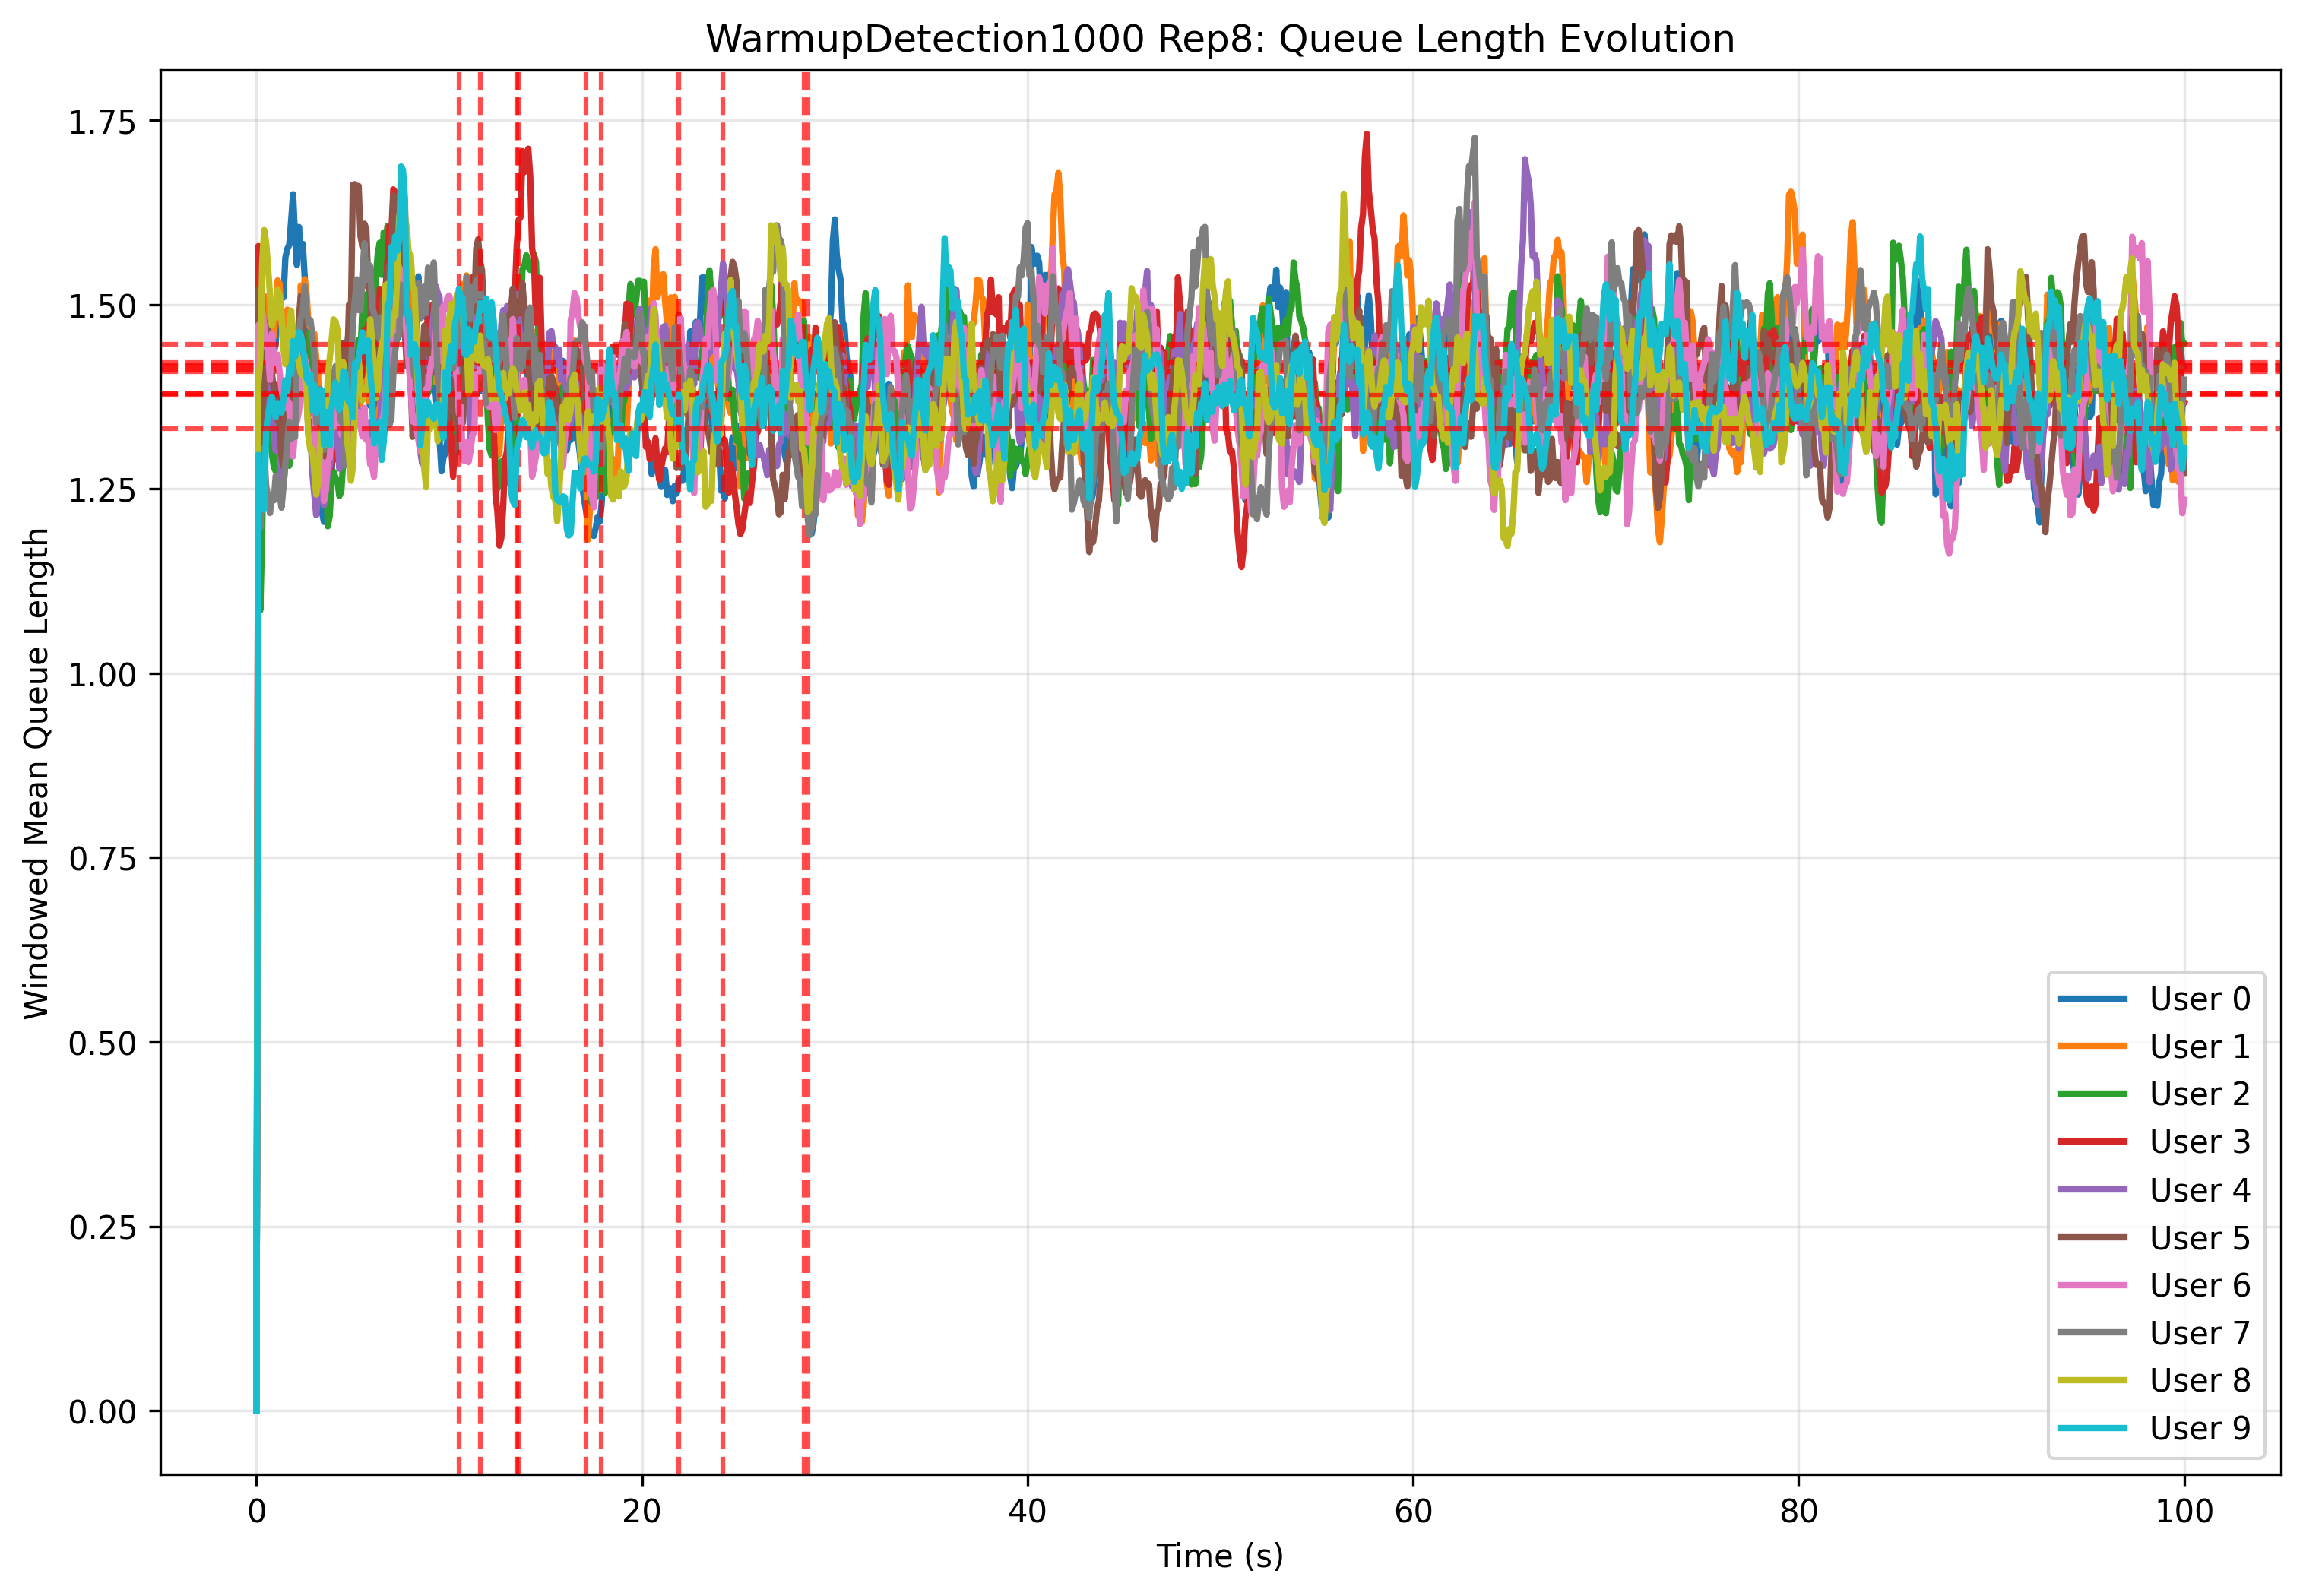 WarmupDetection1000 Rep8: Queue Length Evolution
Windowed Mean Queue Length
1.75
1.50
1.25
1.00
0.75
0.50
0.25
0.00
0
20
40
60
80
100
Time (s)
User 0
User 1
User 2
User 3
User 4
User 5
User 6
User 7
User 8
User 9